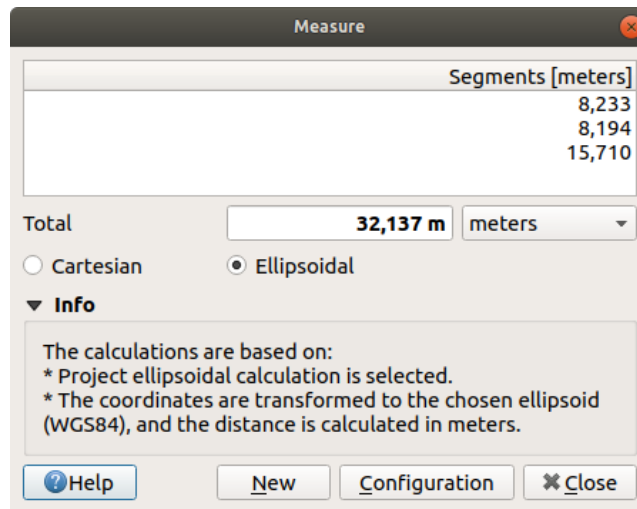 Measure
Segments [meters]
8,233
8,194
15,710
Total 32,137 m meters
Cartesian Ellipsoidal
Info
The calculations are based on:
* Project ellipsoidal calculation is selected.
* The coordinates are transformed to the chosen ellipsoid
(WGS84), and the distance is calculated in meters.
Help New Configuration Close